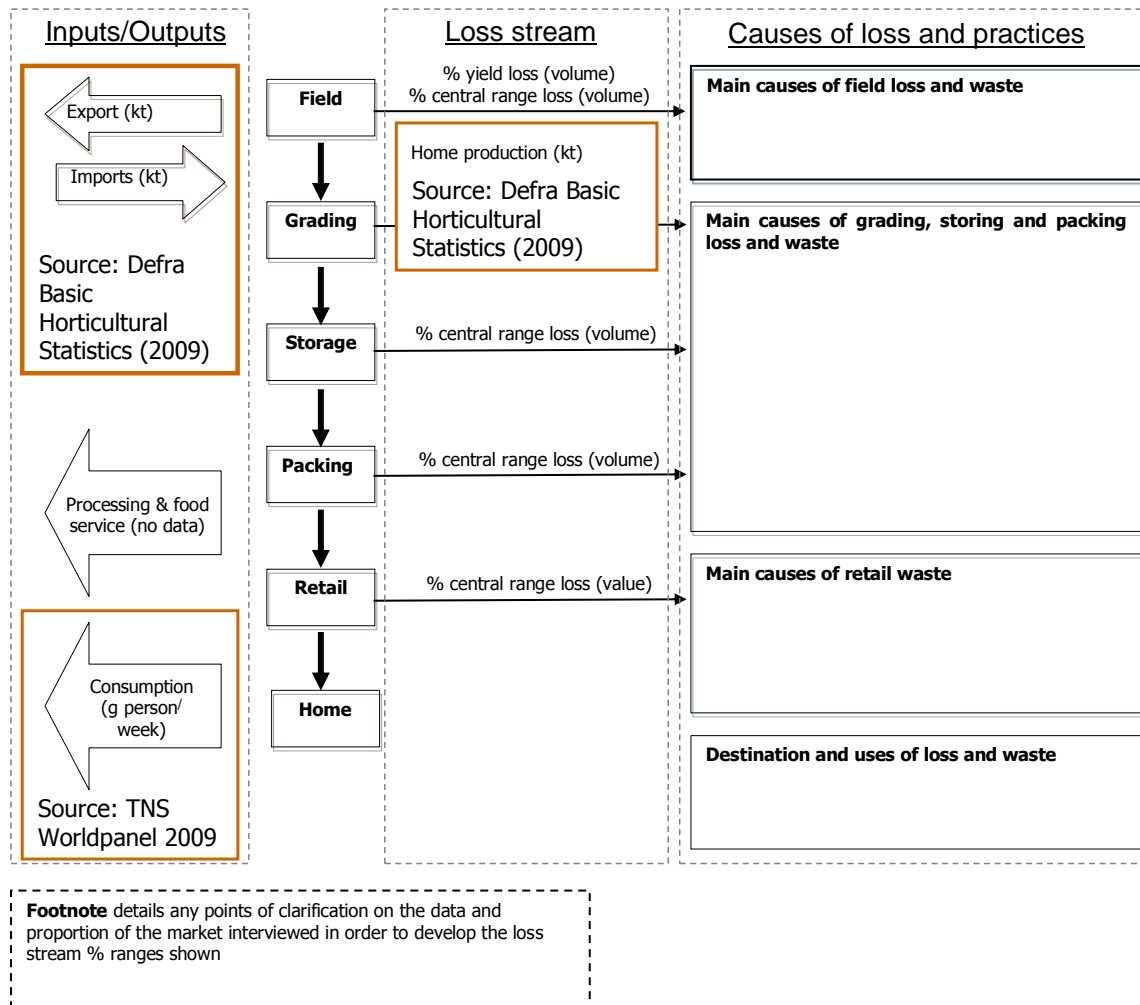 Inputs/Outputs
Export (kt)
Imports (kt)
Source: Defra
Basic
Horticultural
Statistics (2009)
Processing & food
service (no data)
Consumption
(g person/
week)
Source: TNS
Worldpanel 2009
Field
Grading
Storage
Packing
Retail
Home
Loss stream
% yield loss (volume)
% central range loss (volume)
Home production (kt)
Source: Defra Basic
Horticultural
Statistics (2009)
% central range loss (volume)
% central range loss (volume)
% central range loss (value)
Causes of loss and practices
Main causes of field loss and waste
Main causes of grading, storing and packing
loss and waste
Main causes of retail waste
Destination and uses of loss and waste
Footnote details any points of clarification on the data and
proportion of the market interviewed in order to develop the loss
stream % ranges shown